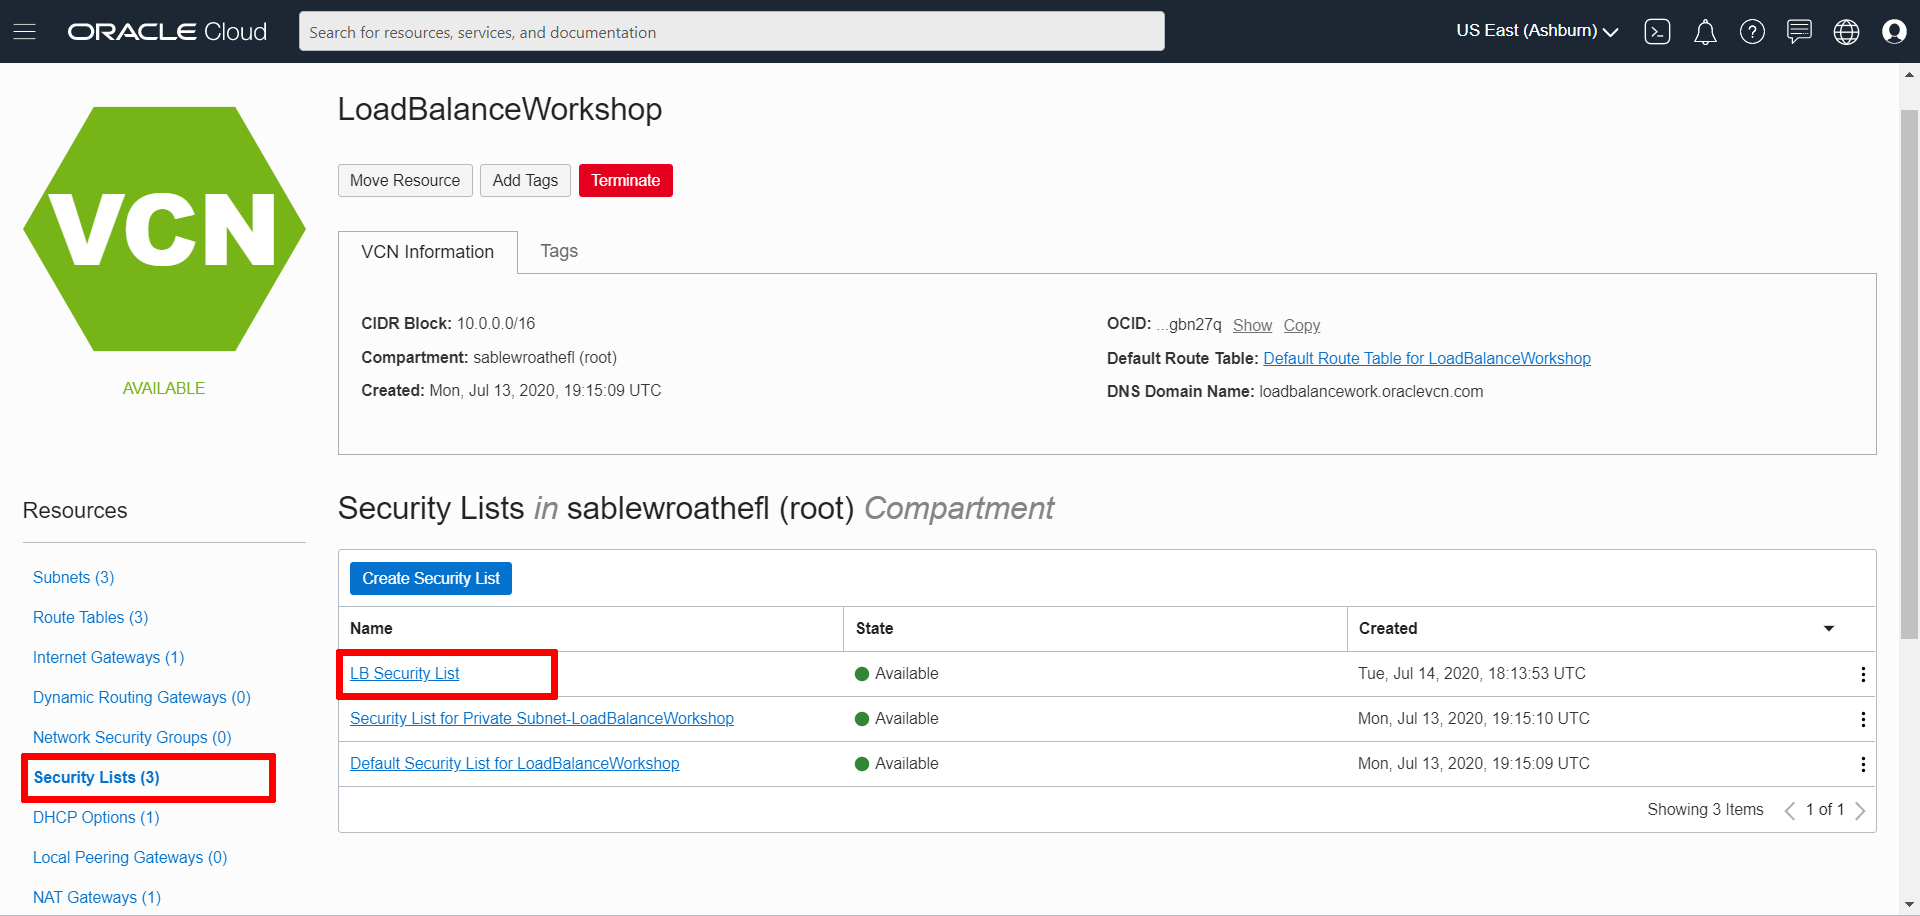 ORACLE Cloud
Search for resources, services, and documentation
US East (Ashburn)
VCN
AVAILABLE
LoadBalanceWorkshop
Move Resource
Add Tags
Terminate
VCN Information
Tags
CIDR Block: 10.0.0.0/16
Compartment: sablewroathefl (root)
Created: Mon, Jul 13, 2020, 19:15:09 UTC
OCID: ...gbn27q Show Copy
Default Route Table: Default Route Table for LoadBalanceWorkshop
DNS Domain Name: loadbalancework.oraclevcn.com
Resources
Subnets (3)
Route Tables (3)
Internet Gateways (1)
Dynamic Routing Gateways (0)
Network Security Groups (0)
Security Lists (3)
DHCP Options (1)
Local Peering Gateways (0)
NAT Gateways (1)
Security Lists in sablewroathefl (root) Compartment
Create Security List
Name State Created
LB Security List Available Tue, Jul 14, 2020, 18:13:53 UTC
Security List for Private Subnet-LoadBalanceWorkshop Available Mon, Jul 13, 2020, 19:15:10 UTC
Default Security List for LoadBalanceWorkshop Available Mon, Jul 13, 2020, 19:15:09 UTC
Showing 3 Items 1 of 1